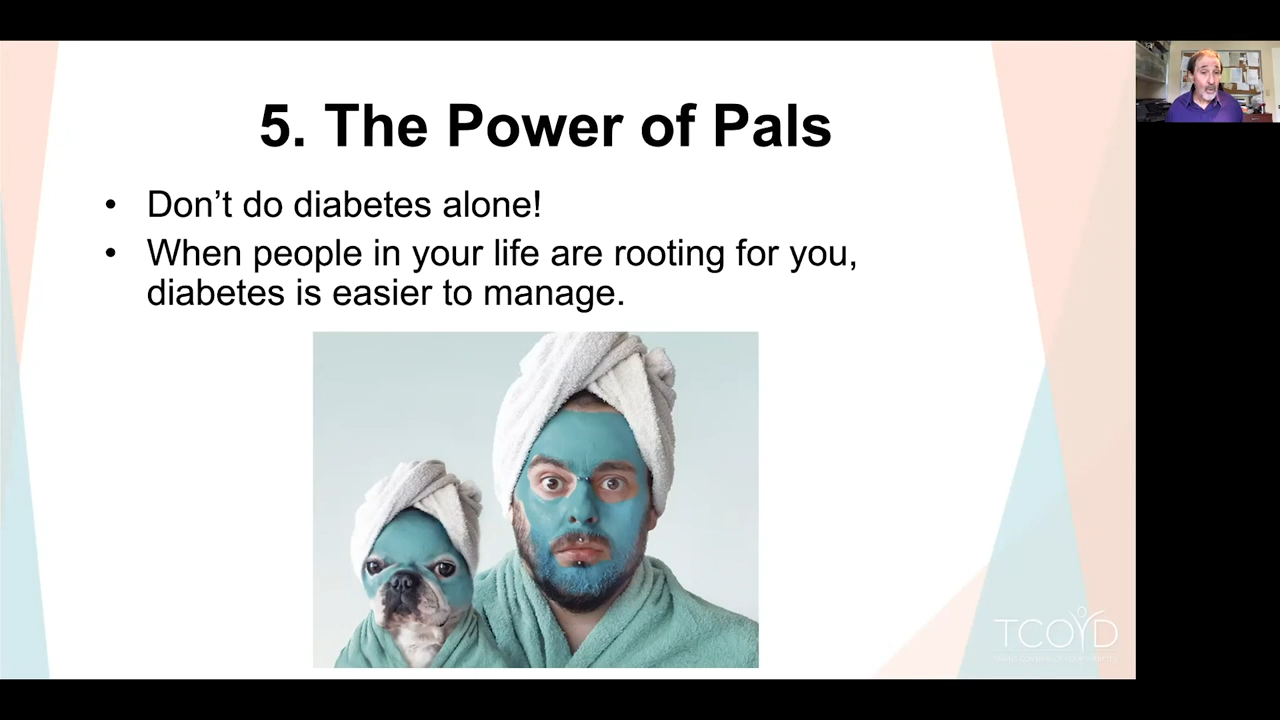 5. The Power of Pals
• Don’t do diabetes alone!
• When people in your life are rooting for you,
diabetes is easier to manage.
TCOYD